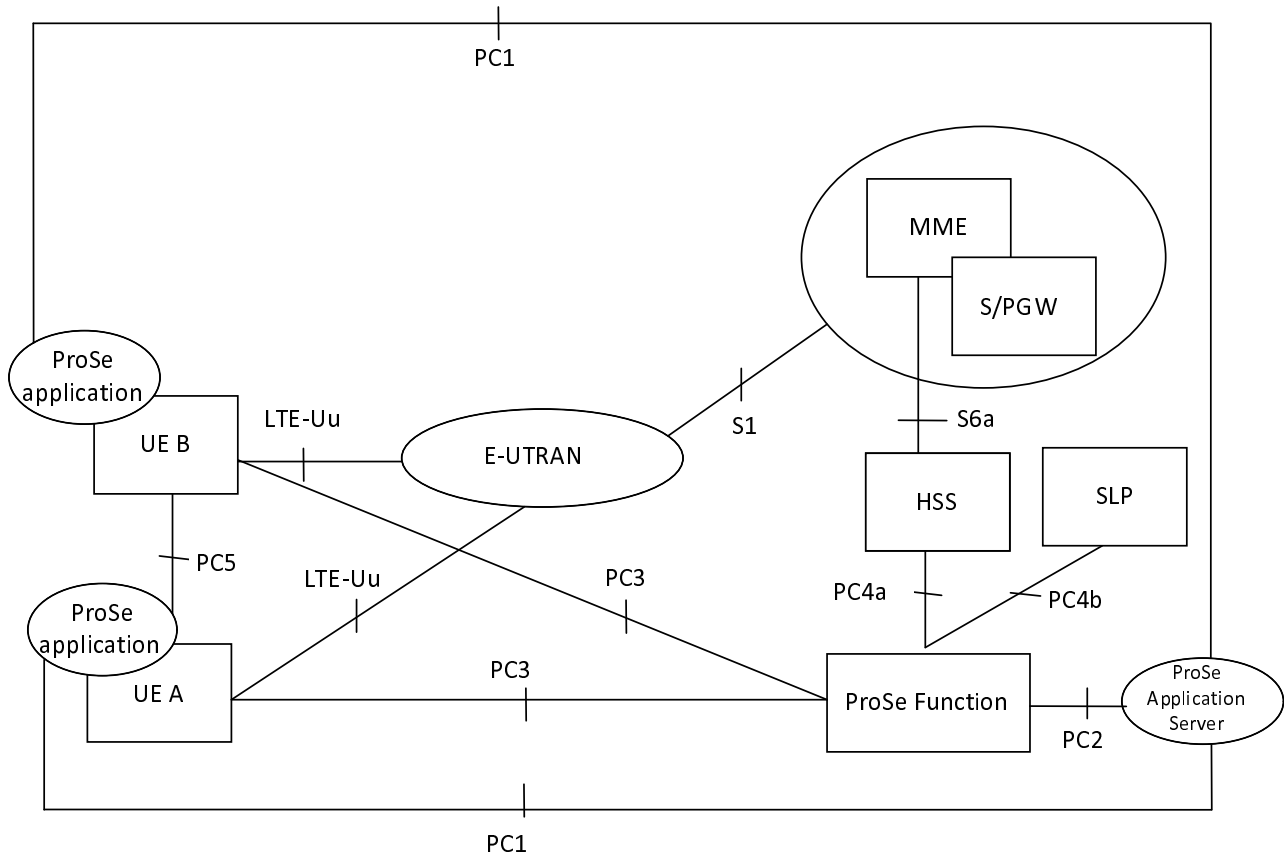 PC1
MME
S/PGW
ProSe
application
LTE-Uu
S1
S6a
UE B
E-UTRAN
HSS
SLP
PC5
LTE-Uu
PC3
PC4a
PC4b
ProSe
application
UE A
PC3
ProSe Function
ProSe
Application
Server
PC2
PC1